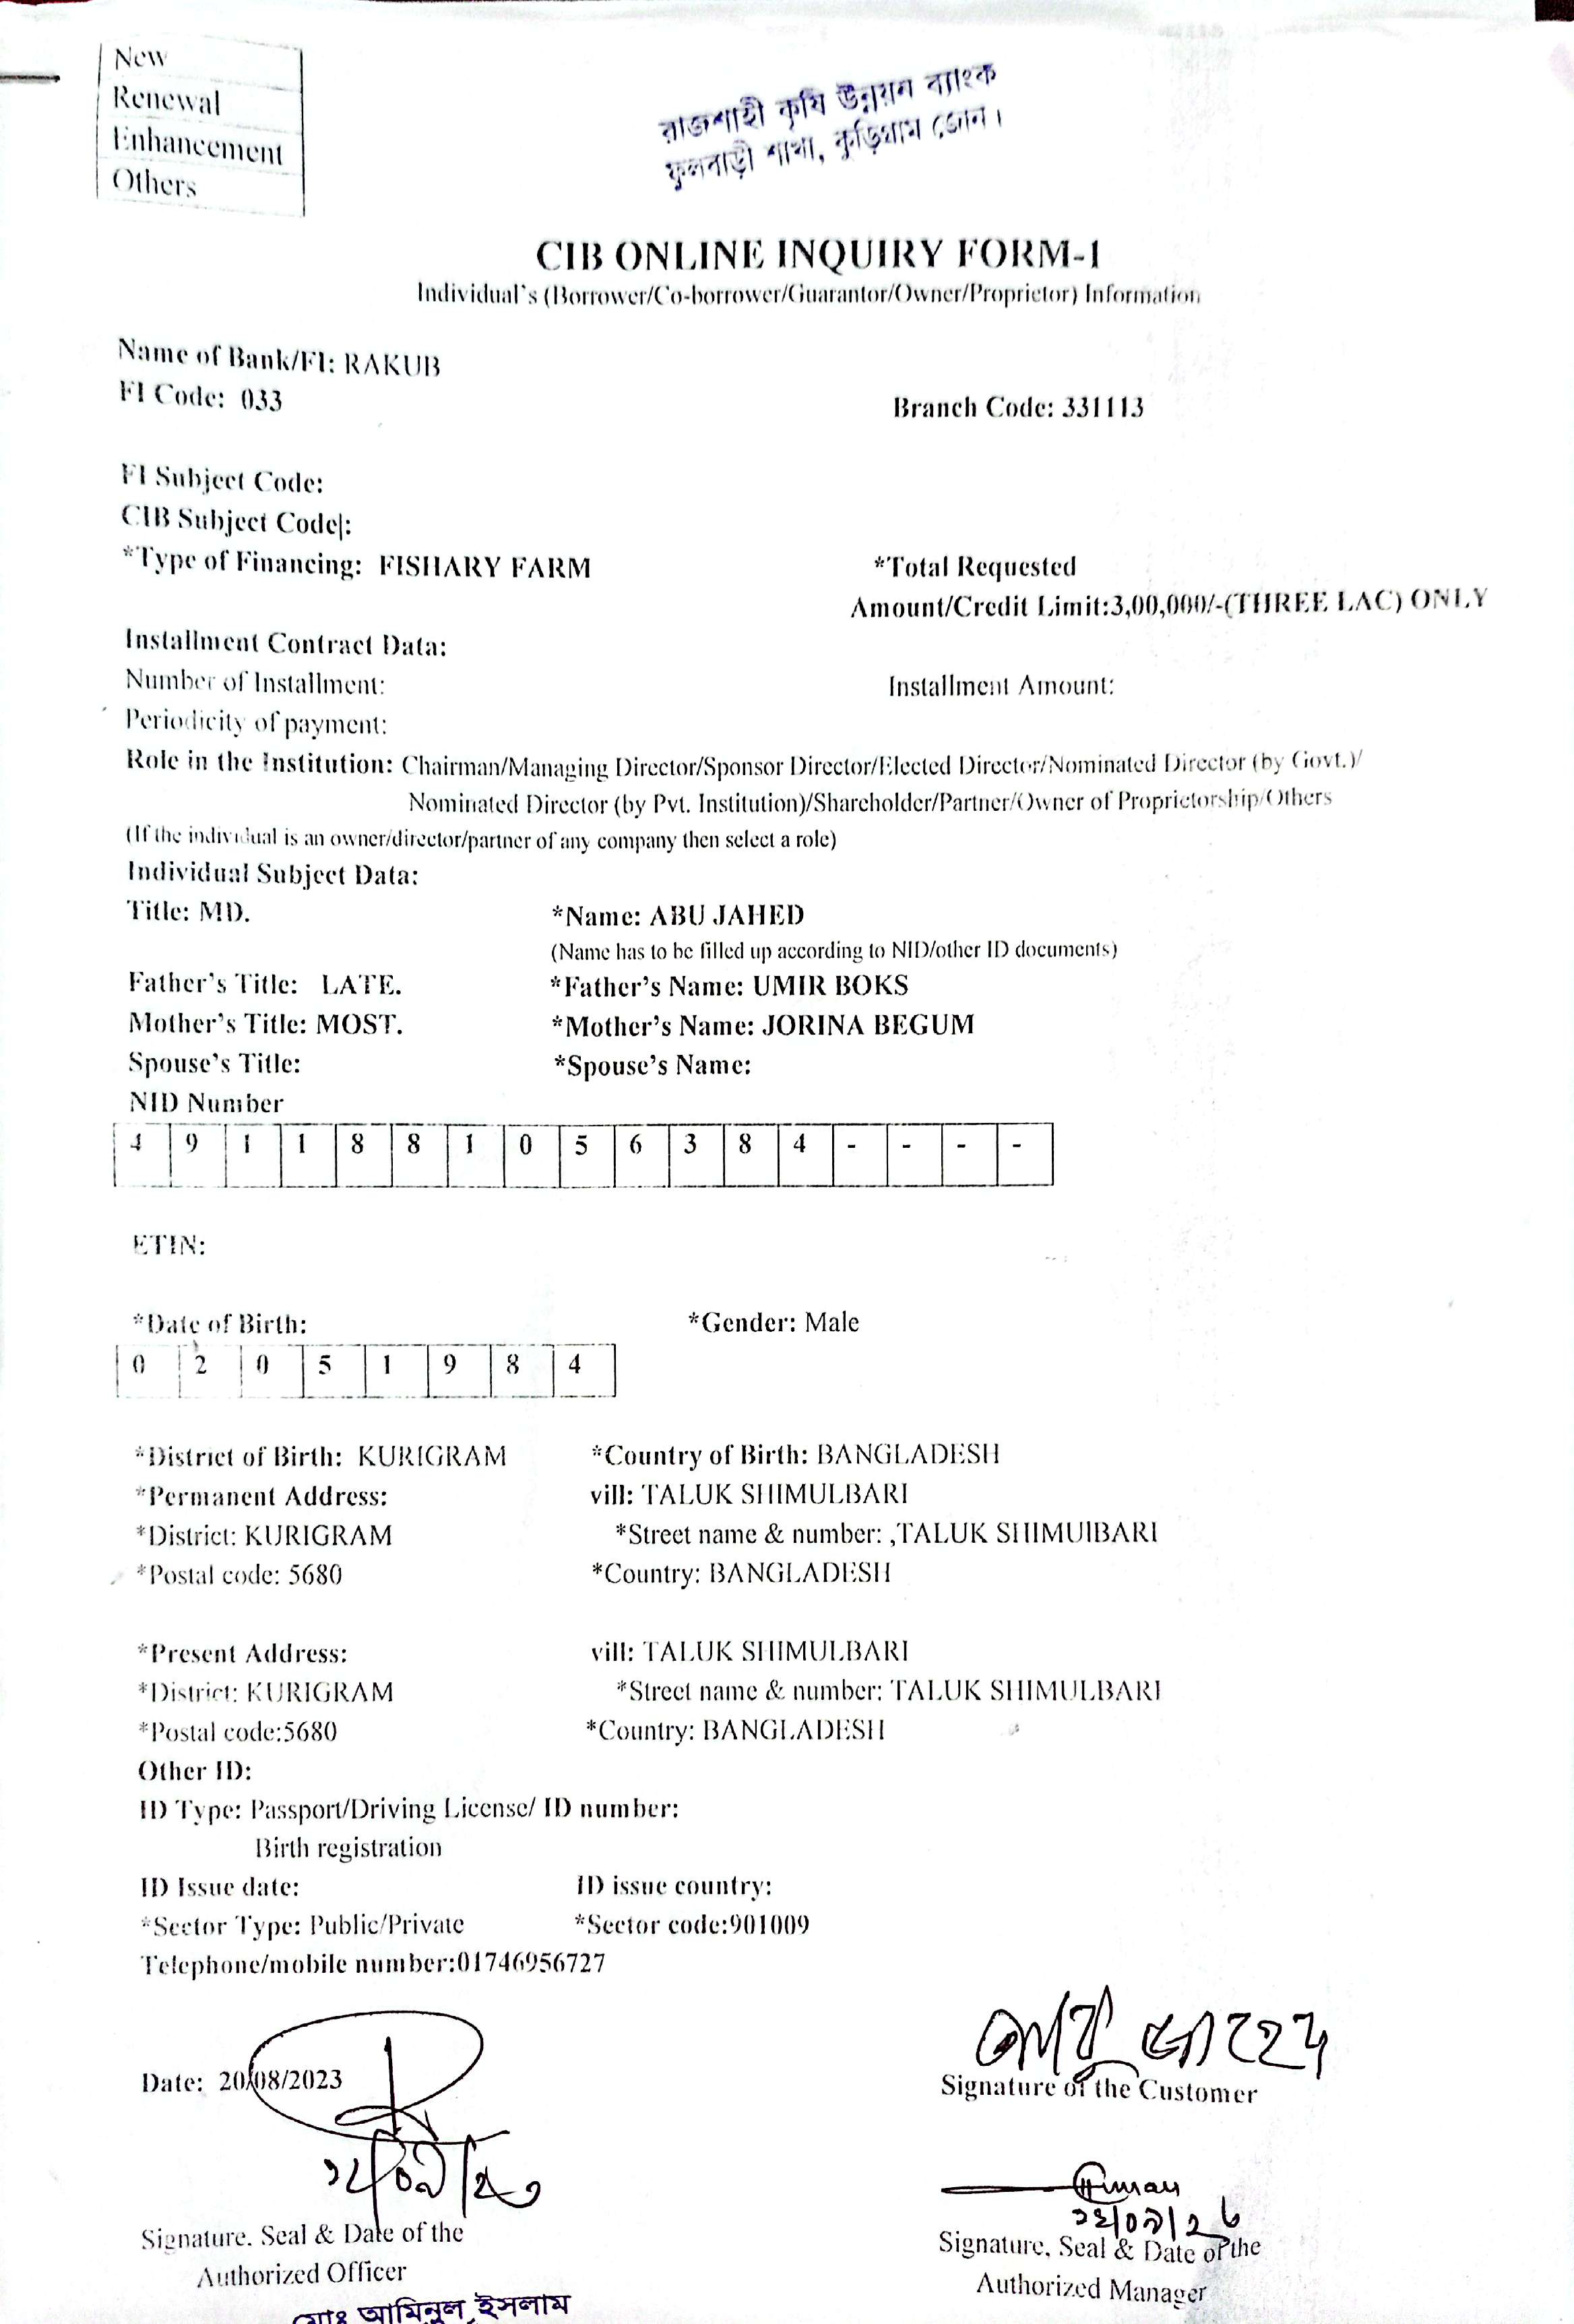 New
Renewal
Enhancement
Others
রাজশাহী কৃষি উন্নয়ন ব্যাংক
ফুলবাড়ী শাখা, কুড়িগ্রাম জোন।
CIB ONLINE INQUIRY FORM-1
Individual's (Borrower/Co-borrower/Guarantor/Owner/Proprietor) Information
Name of Bank/FI: RAKUB
FI Code: 033 Branch Code: 331113
FI Subject Code:
CIB Subject Code|:
*Type of Financing: FISHARY FARM *Total Requested
Amount/Credit Limit:3,00,000/-(THREE LAC) ONLY
Installment Contract Data:
Number of Installment: Installment Amount:
Periodicity of payment:
Role in the Institution: Chairman/Managing Director/Sponsor Director/Elected Director/Nominated Director (by Govt.)/
Nominated Director (by Pvt. Institution)/Shareholder/Partner/Owner of Proprietorship/Others
(If the individual is an owner/director/partner of any company then select a role)
Individual Subject Data:
Title: MD. *Name: ABU JAHED
(Name has to be filled up according to NID/other ID documents)
Father's Title: LATE. *Father's Name: UMIR BOKS
Mother's Title: MOST. *Mother's Name: JORINA BEGUM
Spouse's Title: *Spouse's Name:
NID Number
4 9 1 1 8 8 1 0 5 6 3 8 4 - - - -
ETIN:
*Date of Birth: *Gender: Male
0 2 0 5 1 9 8 4
*District of Birth: KURIGRAM *Country of Birth: BANGLADESH
*Permanent Address: vill: TALUK SHIMULBARI
*District: KURIGRAM *Street name & number: ,TALUK SHIMUlBARI
*Postal code: 5680 *Country: BANGLADESH
*Present Address: vill: TALUK SHIMULBARI
*District: KURIGRAM *Street name & number: TALUK SHIMULBARI
*Postal code:5680 *Country: BANGLADESH
Other ID:
ID Type: Passport/Driving License/ ID number:
Birth registration
ID Issue date: ID issue country:
*Sector Type: Public/Private *Sector code:901009
Telephone/mobile number:01746956727
আবু জাহেদ
Date: 20/08/2023 Signature of the Customer
Signature, Seal & Date of the Signature, Seal & Date of the
Authorized Officer Authorized Manager
মোঃ আমিনুল ইসলাম